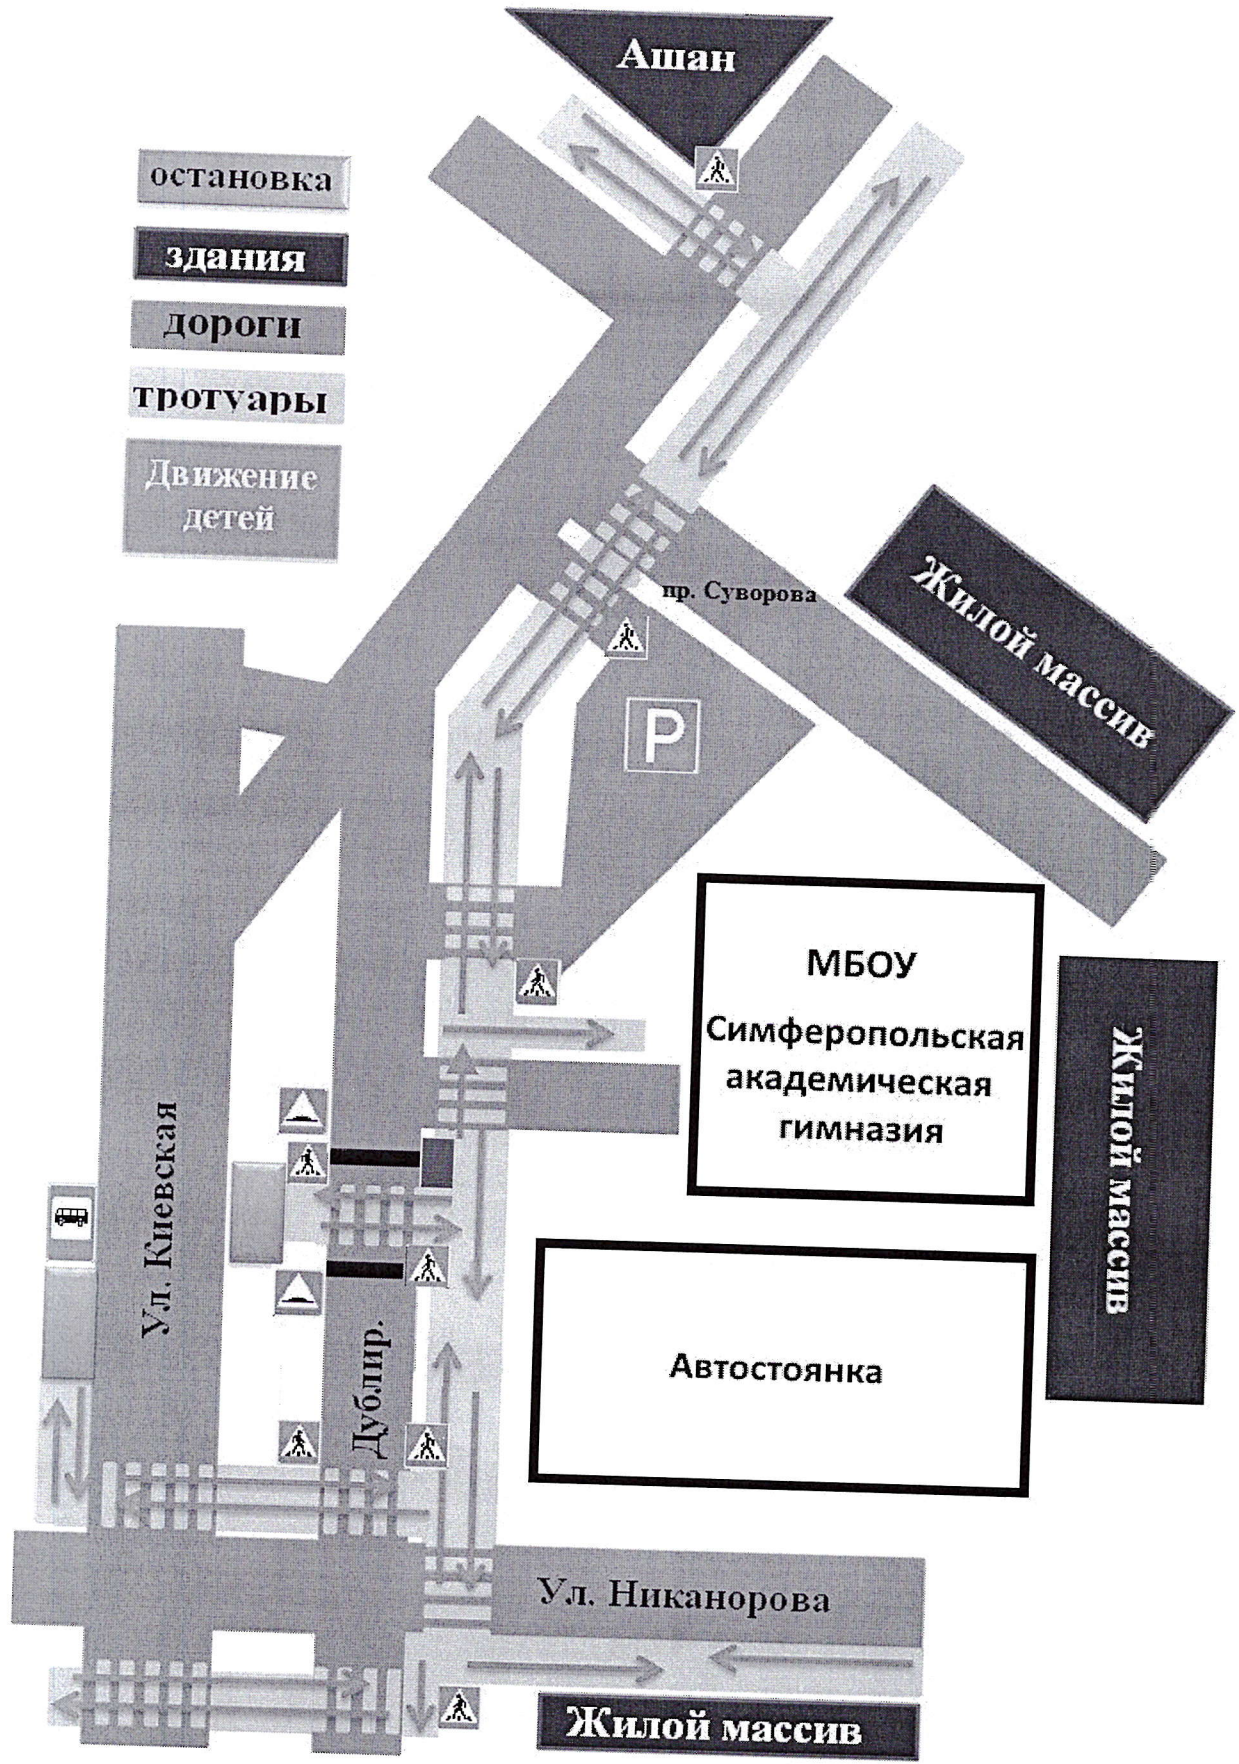 Ашан
остановка
здания
дороги
тротуары
Движение
детей
пр. Суворова
Жилой массив
P
МБОУ
Симферопольская
академическая
гимназия
Жилой массив
Ул. Киевская
Дублир.
Автостоянка
Ул. Никанорова
Жилой массив